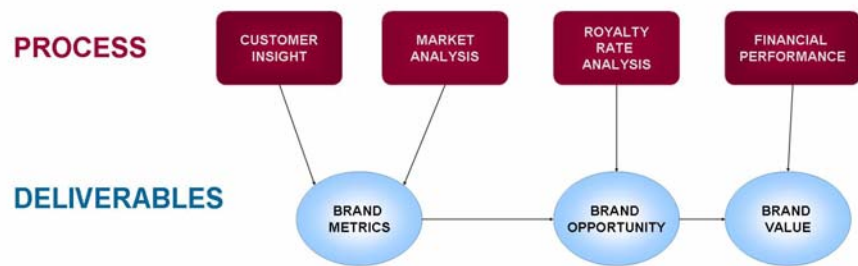 PROCESS
CUSTOMER
INSIGHT
MARKET
ANALYSIS
ROYALTY
RATE
ANALYSIS
FINANCIAL
PERFORMANCE
DELIVERABLES
BRAND
METRICS
BRAND
OPPORTUNITY
BRAND
VALUE